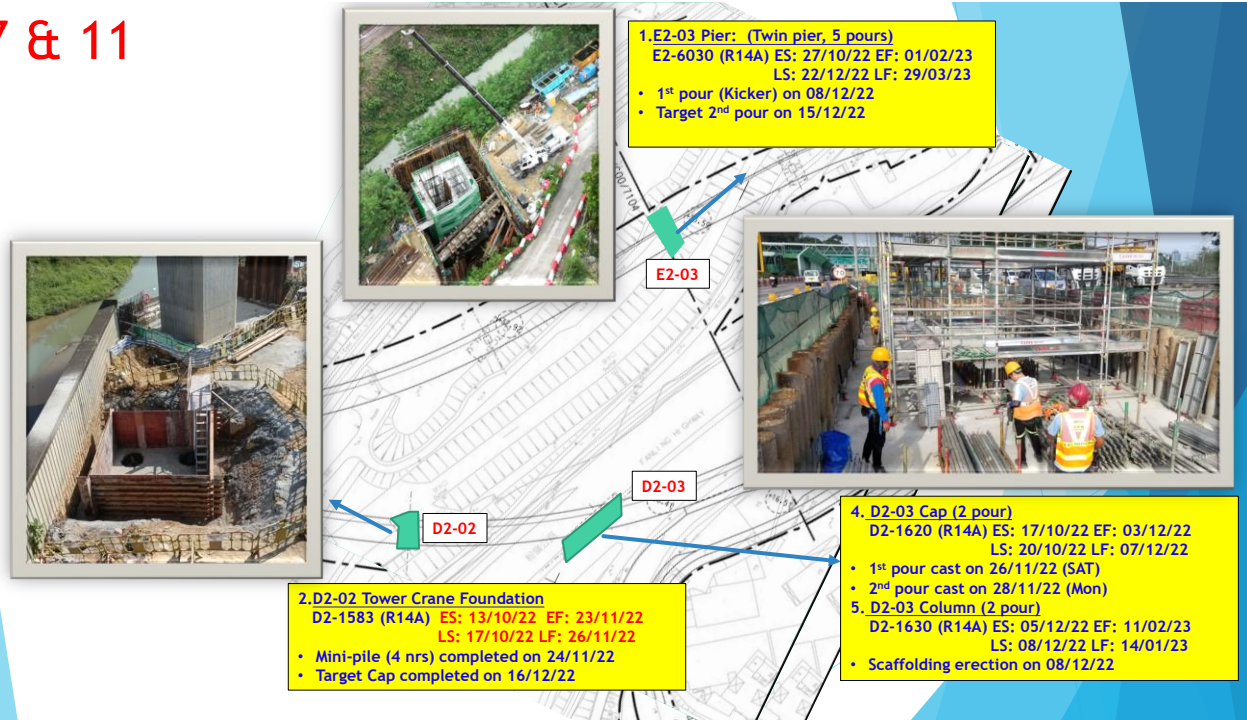 7 & 11
1.E2-03 Pier: (Twin pier, 5 pours)
E2-6030 (R14A) ES: 27/10/22 EF: 01/02/23
LS: 22/12/22 LF: 29/03/23
• 1st pour (Kicker) on 08/12/22
• Target 2nd pour on 15/12/22
E2-03
D2-03
D2-02
2.D2-02 Tower Crane Foundation
D2-1583 (R14A) ES: 13/10/22 EF: 23/11/22
LS: 17/10/22 LF: 26/11/22
• Mini-pile (4 nrs) completed on 24/11/22
• Target Cap completed on 16/12/22
4. D2-03 Cap (2 pour)
D2-1620 (R14A) ES: 17/10/22 EF: 03/12/22
LS: 20/10/22 LF: 07/12/22
• 1st pour cast on 26/11/22 (SAT)
• 2nd pour cast on 28/11/22 (Mon)
5. D2-03 Column (2 pour)
D2-1630 (R14A) ES: 05/12/22 EF: 11/02/23
LS: 08/12/22 LF: 14/01/23
• Scaffolding erection on 08/12/22